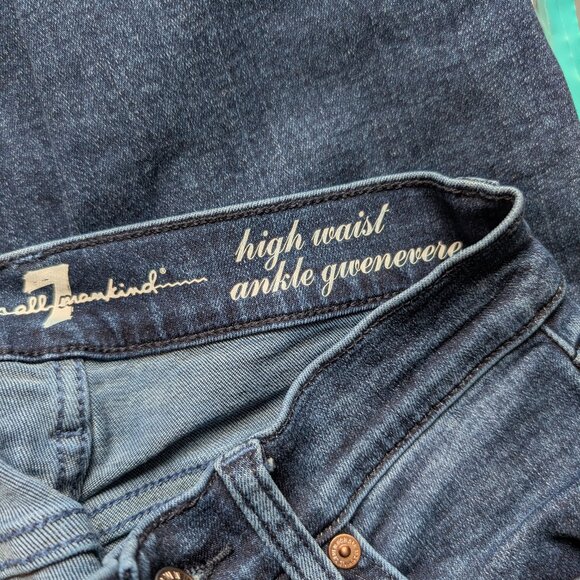 7
all mankind®
high waist
ankle gwenevere